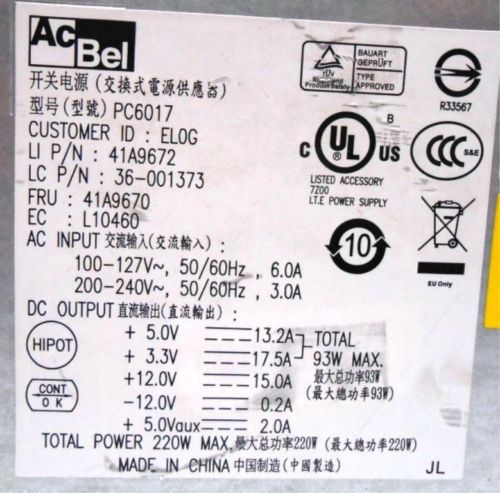 AcBel
开关电源 (交換式電源供應器)
型号(型號) PC6017
CUSTOMER ID : ELOG
LI P/N : 41A9672
LC P/N : 36-001373
FRU : 41A9670
EC : L10460
AC INPUT 交流输入(交流輸入) :
100-127V~, 50/60Hz , 6.0A
200-240V~, 50/60Hz , 3.0A
DC OUTPUT 直流输出(直流輸出) :
+ 5.0V 13.2A
+ 3.3V 17.5A
+12.0V 15.0A
-12.0V 0.2A
+ 5.0Vaux 2.0A
TOTAL
93W MAX.
最大总功率93W
(最大總功率93W)
HIPOT
CONT
OK
TOTAL POWER 220W MAX. 最大总功率220W (最大總功率220W)
MADE IN CHINA 中国制造 (中國製造)
JL
TÜV
Rheinland
Product Safety
BAUART
GEPRÜFT
TYPE
APPROVED
R33567
B
c UL US
LISTED ACCESSORY
7Z00
I.T.E POWER SUPPLY
CCC S&E
10
EU Only